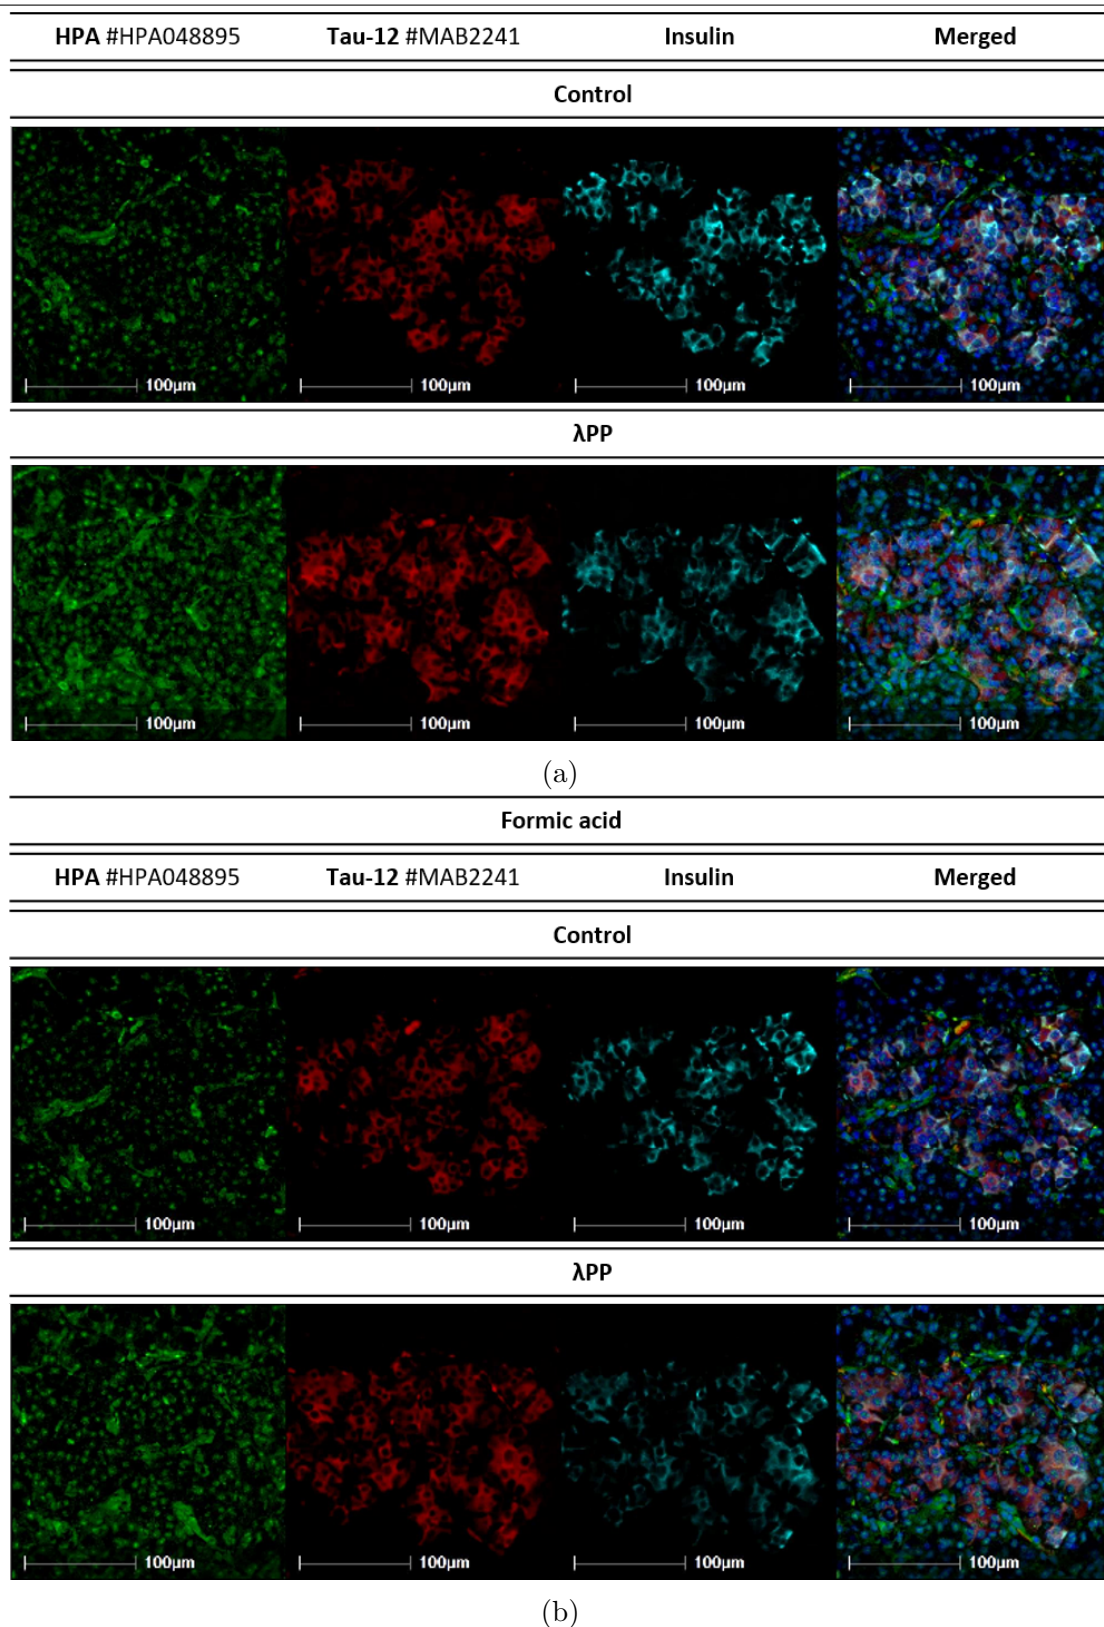 HPA #HPA048895 Tau-12 #MAB2241 Insulin Merged
Control
100µm 100µm 100µm 100µm
λPP
100µm 100µm 100µm 100µm
(a)
Formic acid
HPA #HPA048895 Tau-12 #MAB2241 Insulin Merged
Control
100µm 100µm 100µm 100µm
λPP
100µm 100µm 100µm 100µm
(b)